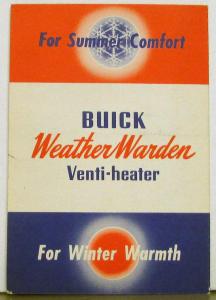 For Summer Comfort
BUICK
Weather Warden
Venti-heater
For Winter Warmth